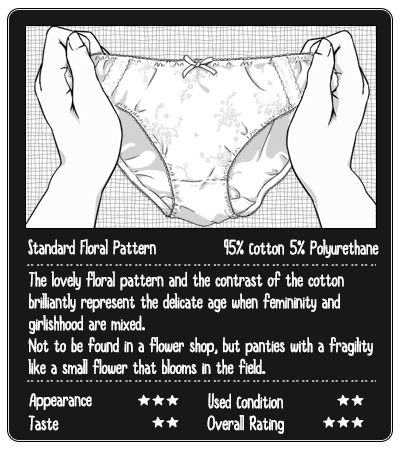 Standard Floral Pattern 95% Cotton 5% Polyurethane
The lovely floral pattern and the contrast of the cotton
brilliantly represent the delicate age when femininity and
girlishhood are mixed.
Not to be found in a flower shop, but panties with a fragility
like a small flower that blooms in the field.
Appearance ★★★ Used Condition ★★
Taste ★★ Overall Rating ★★★